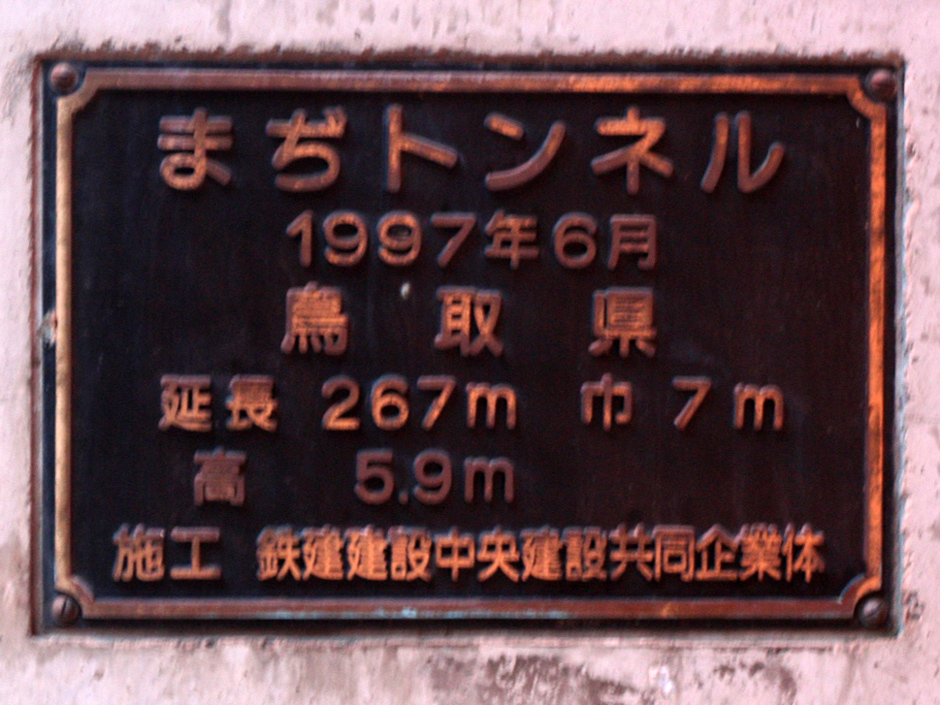 まぢトンネル
1997年6月
鳥取県
延長 267m 巾 7m
高 5.9m
施工 鉄建建設中央建設共同企業体